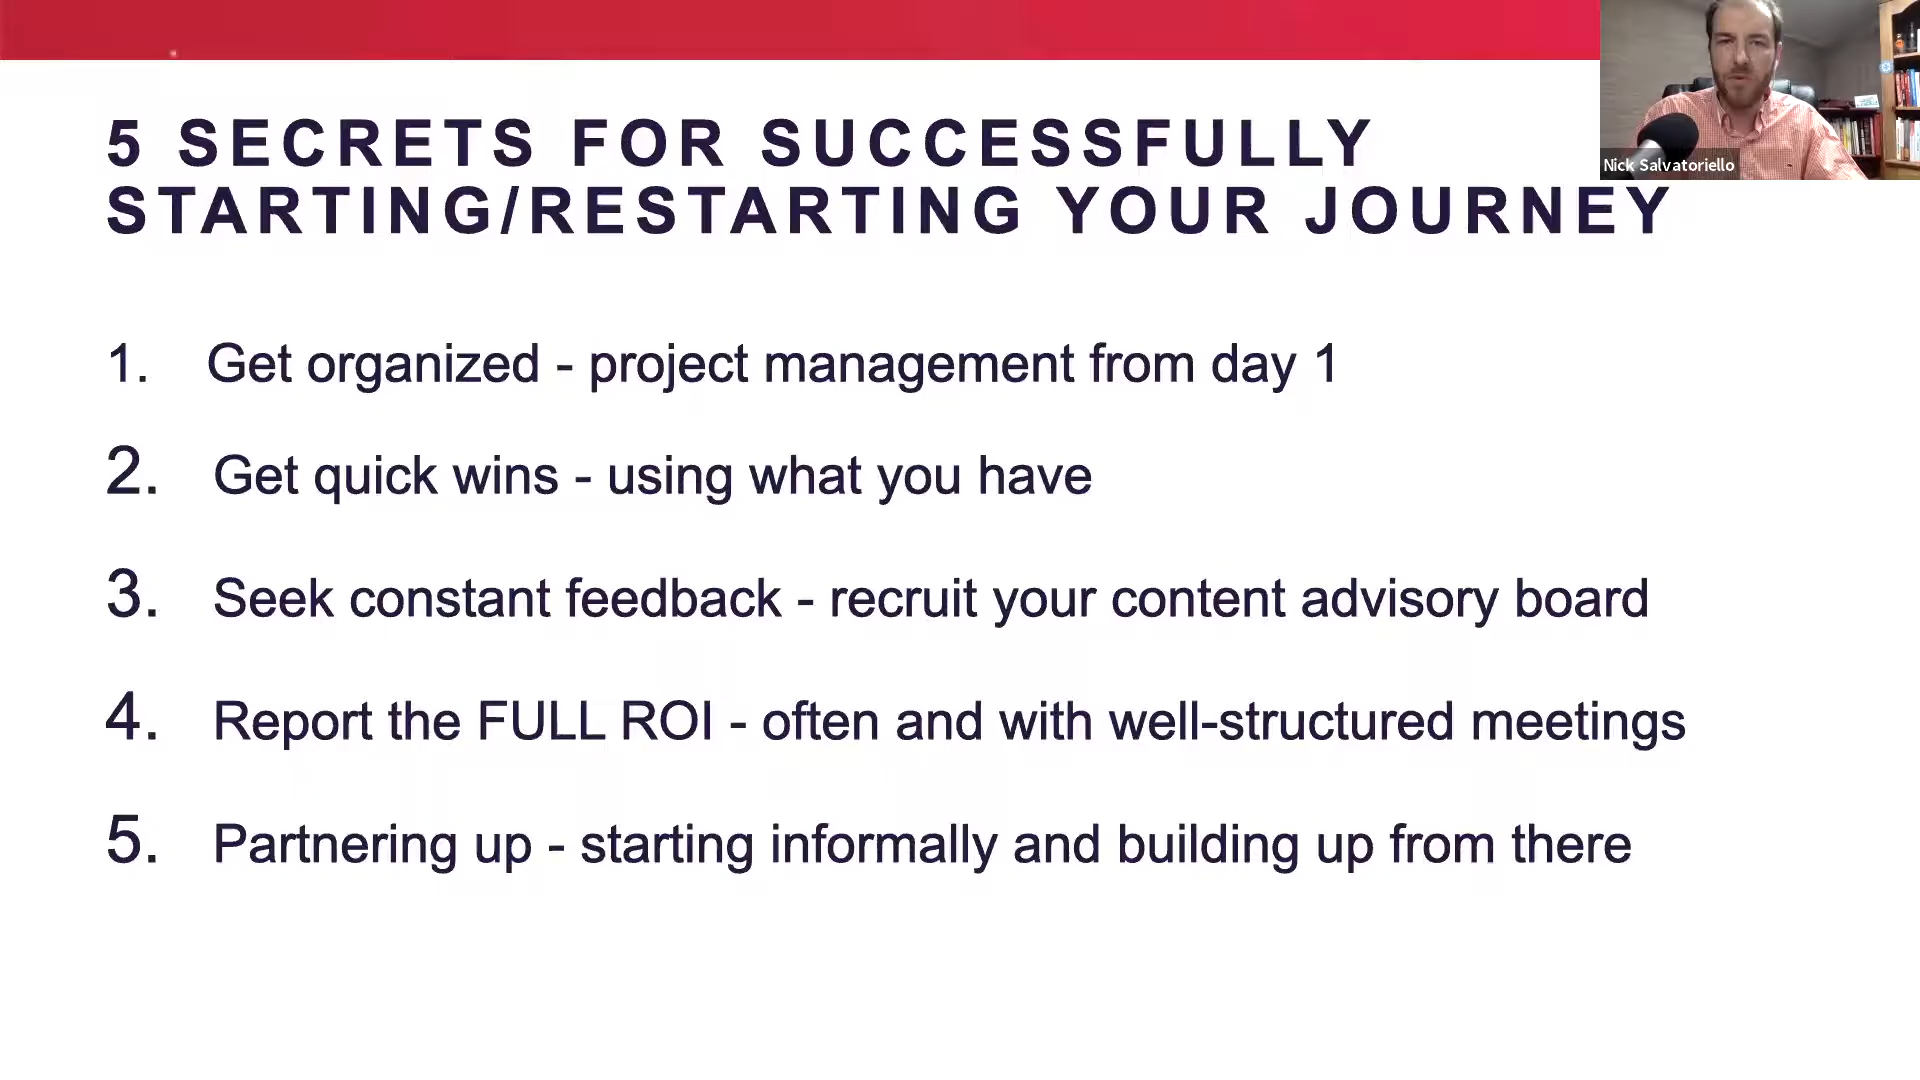 5 SECRETS FOR SUCCESSFULLY
STARTING/RESTARTING YOUR JOURNEY
1. Get organized - project management from day 1
2. Get quick wins - using what you have
3. Seek constant feedback - recruit your content advisory board
4. Report the FULL ROI - often and with well-structured meetings
5. Partnering up - starting informally and building up from there
Nick Salvatoriello